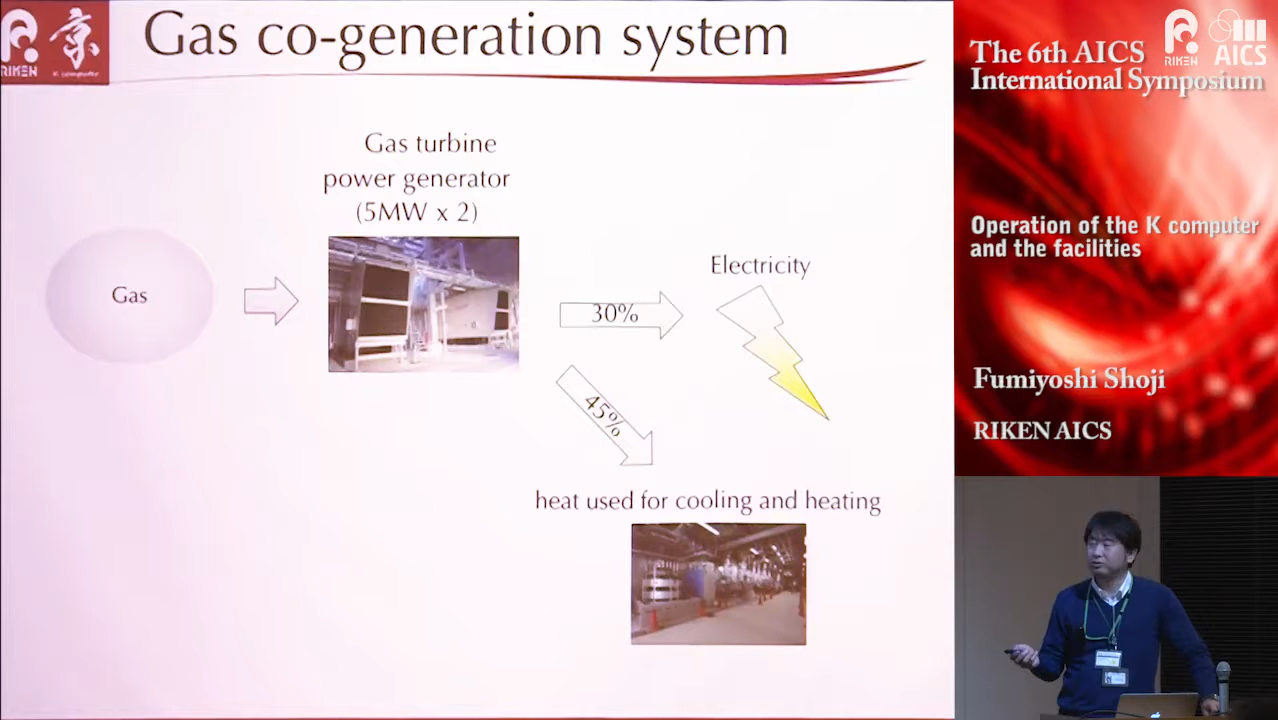 RIKEN
京
K computer
Gas co-generation system
Gas turbine
power generator
(5MW x 2)
Gas
30%
45%
Electricity
heat used for cooling and heating
The 6th AICS
International Symposium
RIKEN
AICS
Operation of the K computer
and the facilities
Fumiyoshi Shoji
RIKEN AICS